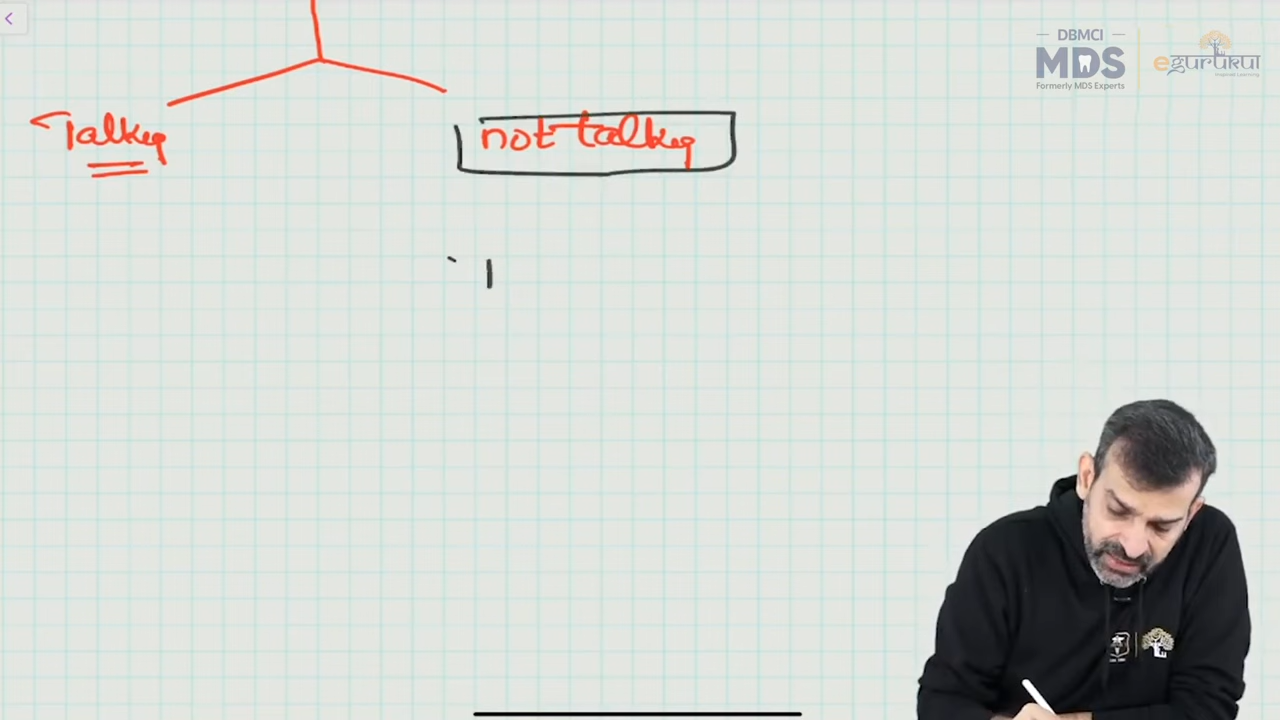 DBMCI
MDS
Formerly MDS Experts
egurukul
Talking
not talking